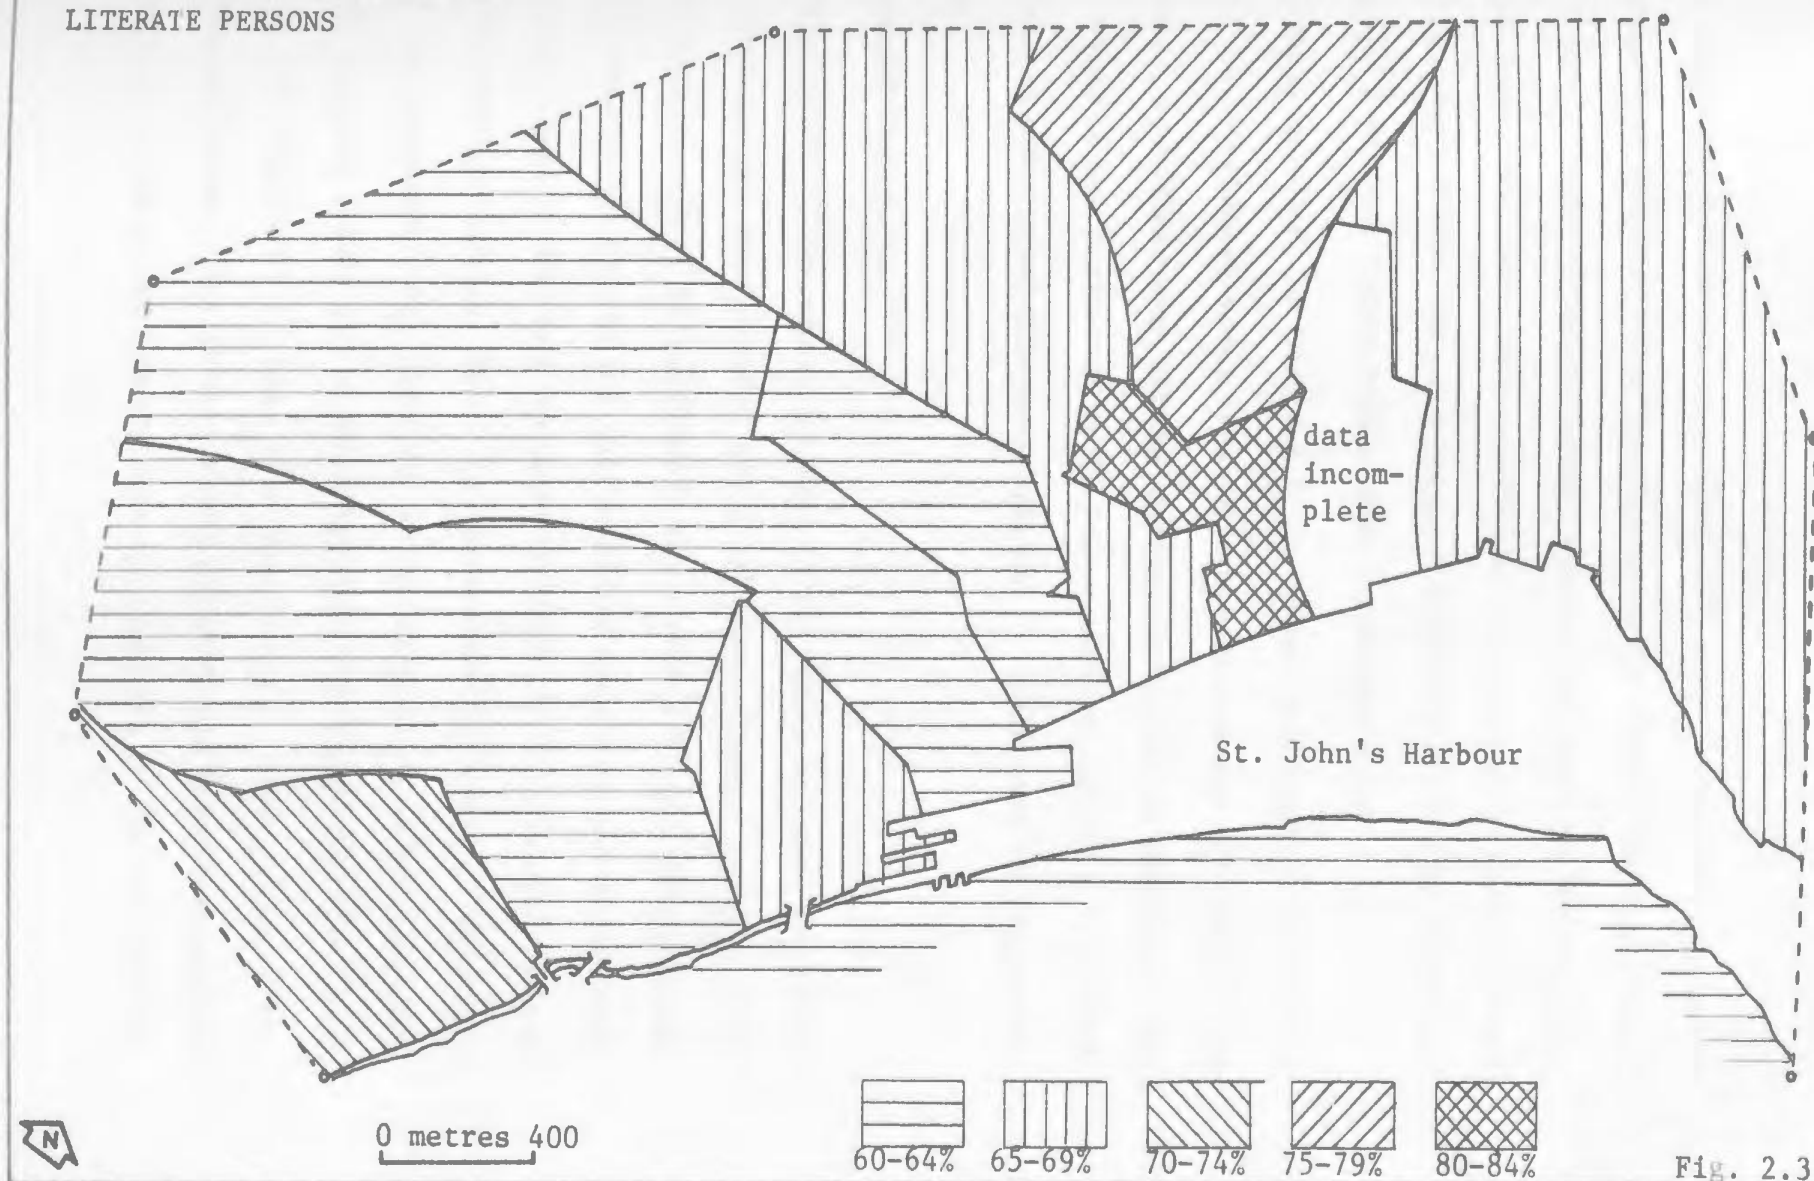 LITERATE PERSONS
data
incom-
plete
St. John's Harbour
N
0 metres 400
60-64% 65-69% 70-74% 75-79% 80-84%
Fig. 2.3